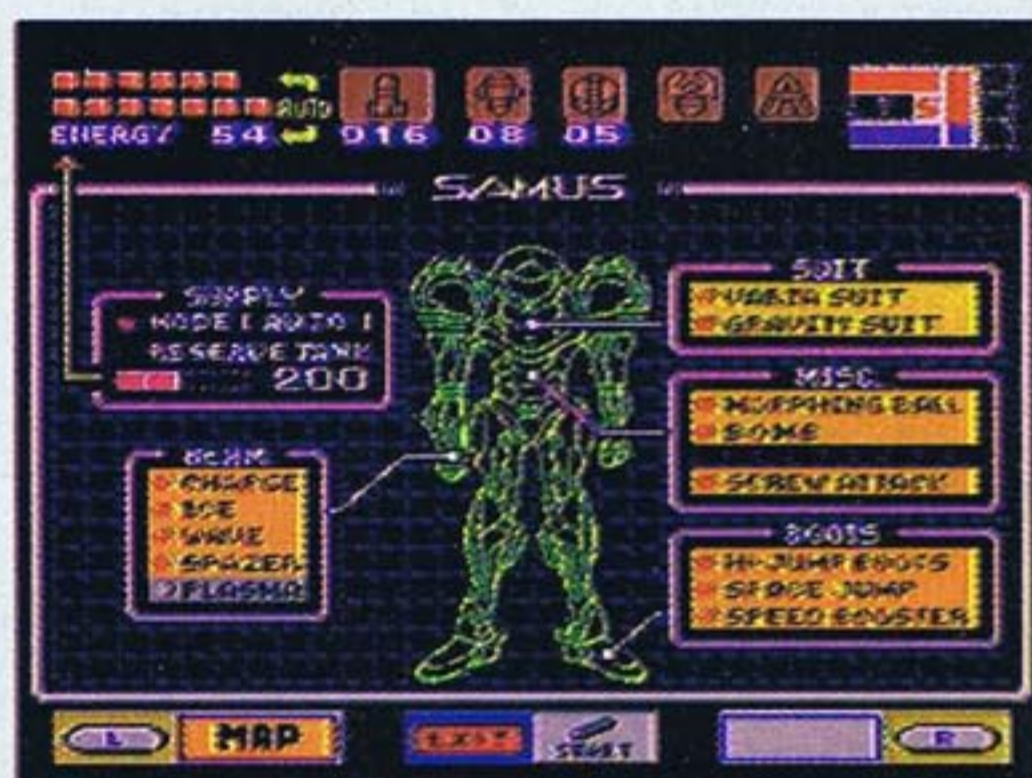 AUTO
ENERGY 54 916 08 05
S
SAMUS
SUPPLY
MODE [ AUTO ]
RESERVE TANK
200
BEAM
CHARGE
ICE
WAVE
SPAZER
PLASMA
SUIT
VARIA SUIT
GRAVITY SUIT
MISC.
MORPHING BALL
BOMB
SCREW ATTACK
BOOTS
HI-JUMP BOOTS
SPACE JUMP
SPEED BOOSTER
L MAP EXIT START R